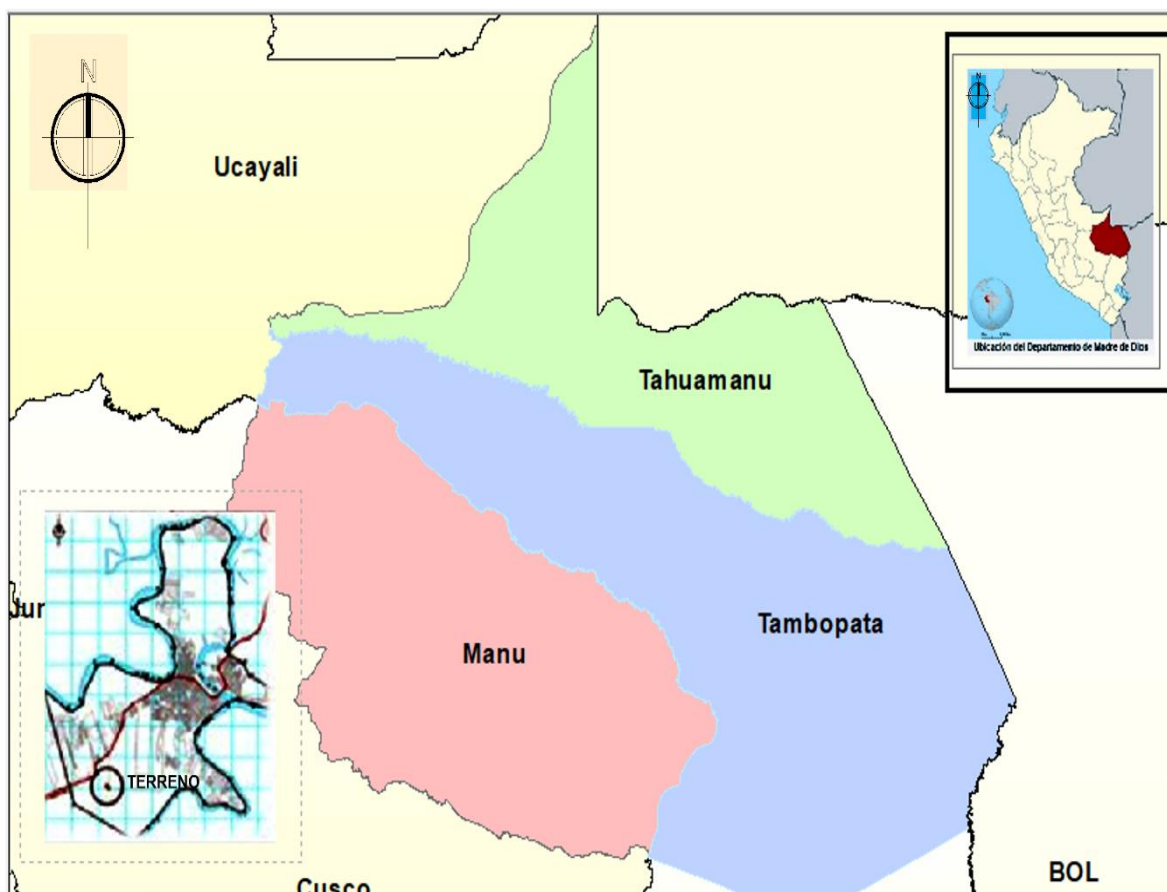 N
Ucayali
N
Ubicación del Departamento de Madre de Dios
Tahuamanu
Jur
Tambopata
Manu
TERRENO
BOL
Cusco